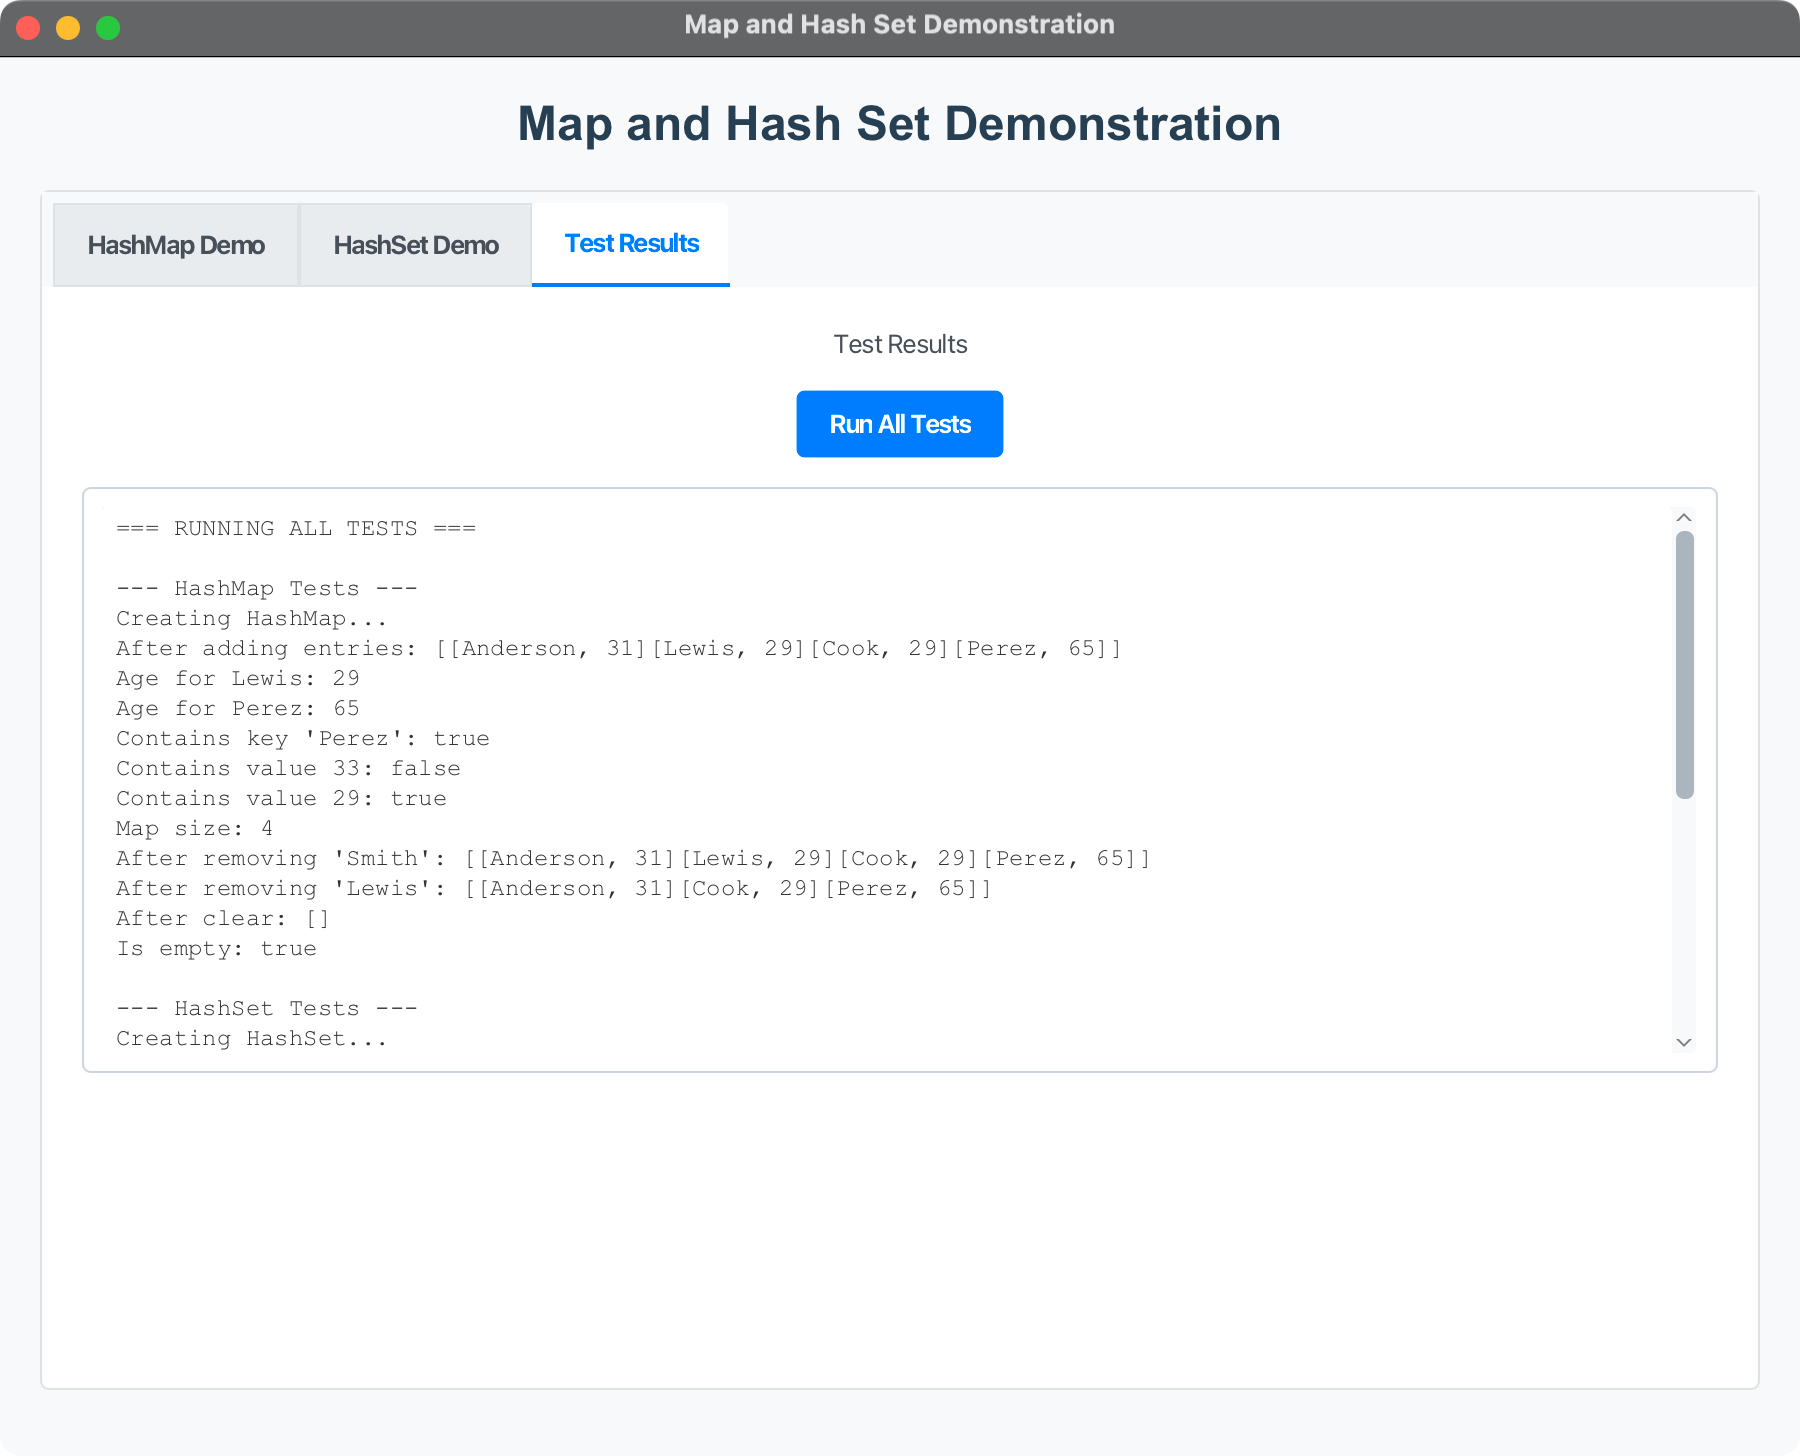 Map and Hash Set Demonstration
Map and Hash Set Demonstration
HashMap Demo HashSet Demo Test Results
Test Results
Run All Tests
=== RUNNING ALL TESTS ===
--- HashMap Tests ---
Creating HashMap...
After adding entries: [[Anderson, 31][Lewis, 29][Cook, 29][Perez, 65]]
Age for Lewis: 29
Age for Perez: 65
Contains key 'Perez': true
Contains value 33: false
Contains value 29: true
Map size: 4
After removing 'Smith': [[Anderson, 31][Lewis, 29][Cook, 29][Perez, 65]]
After removing 'Lewis': [[Anderson, 31][Cook, 29][Perez, 65]]
After clear: []
Is empty: true
--- HashSet Tests ---
Creating HashSet...